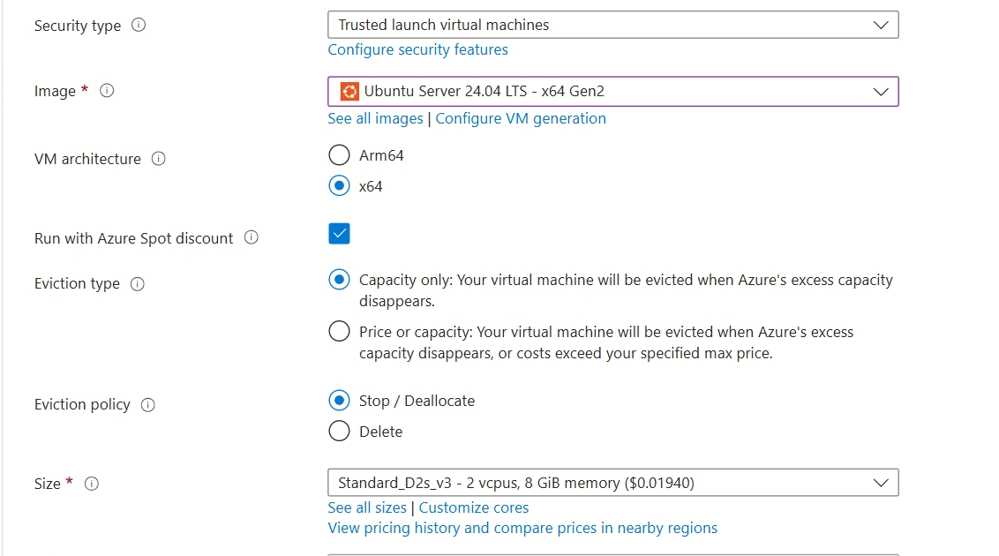 Security type
Trusted launch virtual machines
Configure security features
Image *
Ubuntu Server 24.04 LTS - x64 Gen2
See all images | Configure VM generation
VM architecture
Arm64
x64
Run with Azure Spot discount
Eviction type
Capacity only: Your virtual machine will be evicted when Azure's excess capacity
disappears.
Price or capacity: Your virtual machine will be evicted when Azure's excess
capacity disappears, or costs exceed your specified max price.
Eviction policy
Stop / Deallocate
Delete
Size *
Standard_D2s_v3 - 2 vcpus, 8 GiB memory ($0.01940)
See all sizes | Customize cores
View pricing history and compare prices in nearby regions